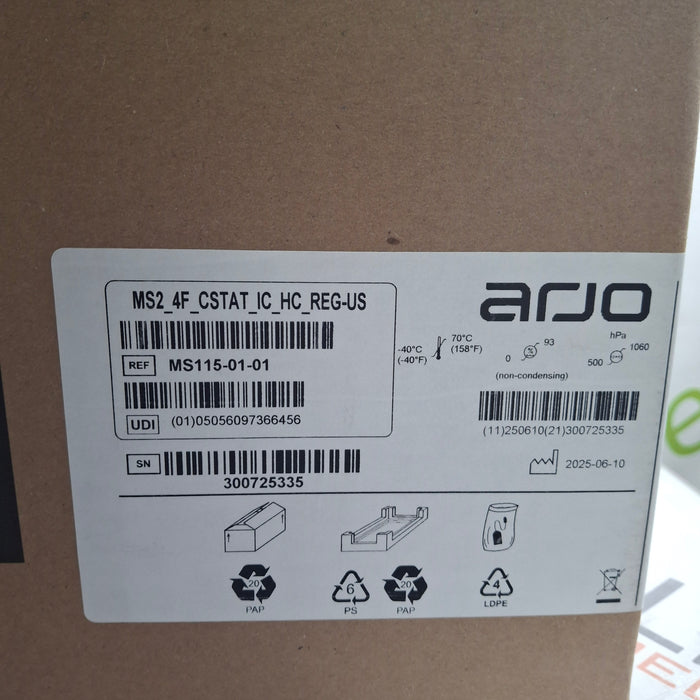 MS2_4F_CSTAT_IC_HC_REG-US
arjo
REF MS115-01-01
UDI (01)05056097366456
-40°C
(-40°F)
70°C
(158°F)
0 % 93
(non-condensing)
hPa
500 1060
(11)250610(21)300725335
SN
300725335
2025-06-10
20
PAP
6
PS
20
PAP
4
LDPE